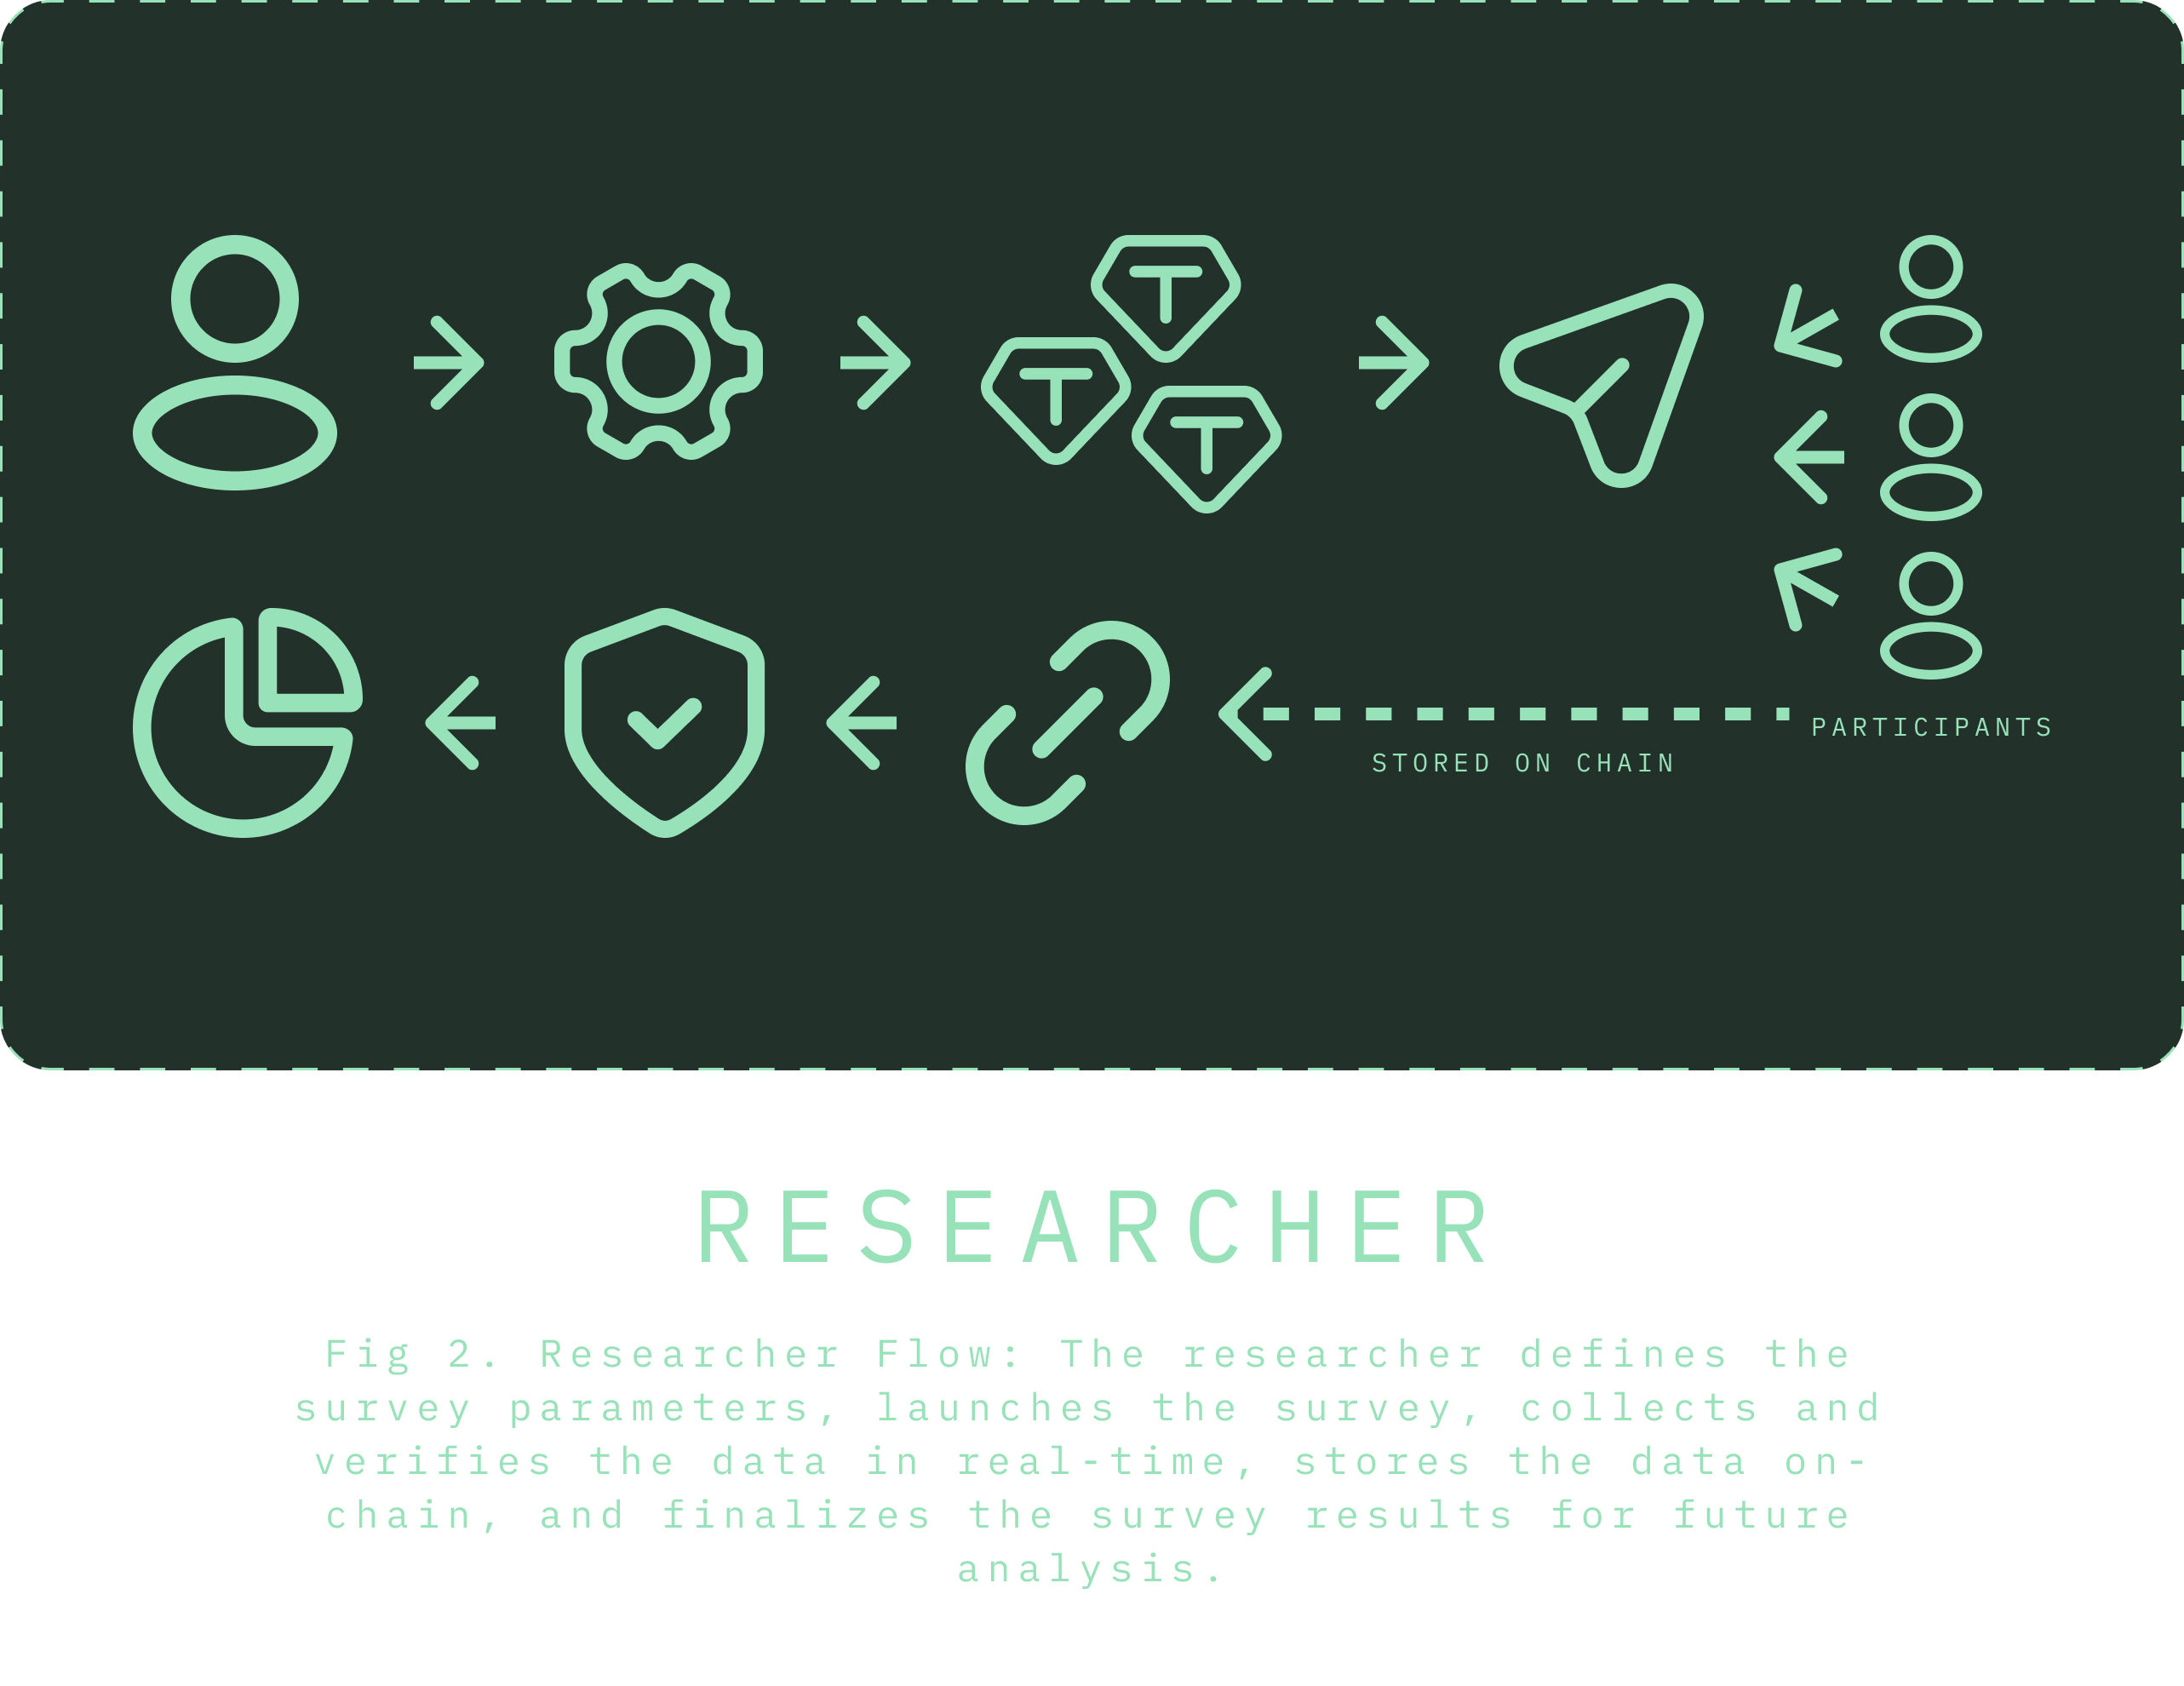 T
T
T
PARTICIIPANTS
STORED ON CHAIN
RESEARCHER
Fig 2. Researcher Flow: The researcher defines the
survey parameters, launches the survey, collects and
verifies the data in real-time, stores the data on-
chain, and finalizes the survey results for future
analysis.